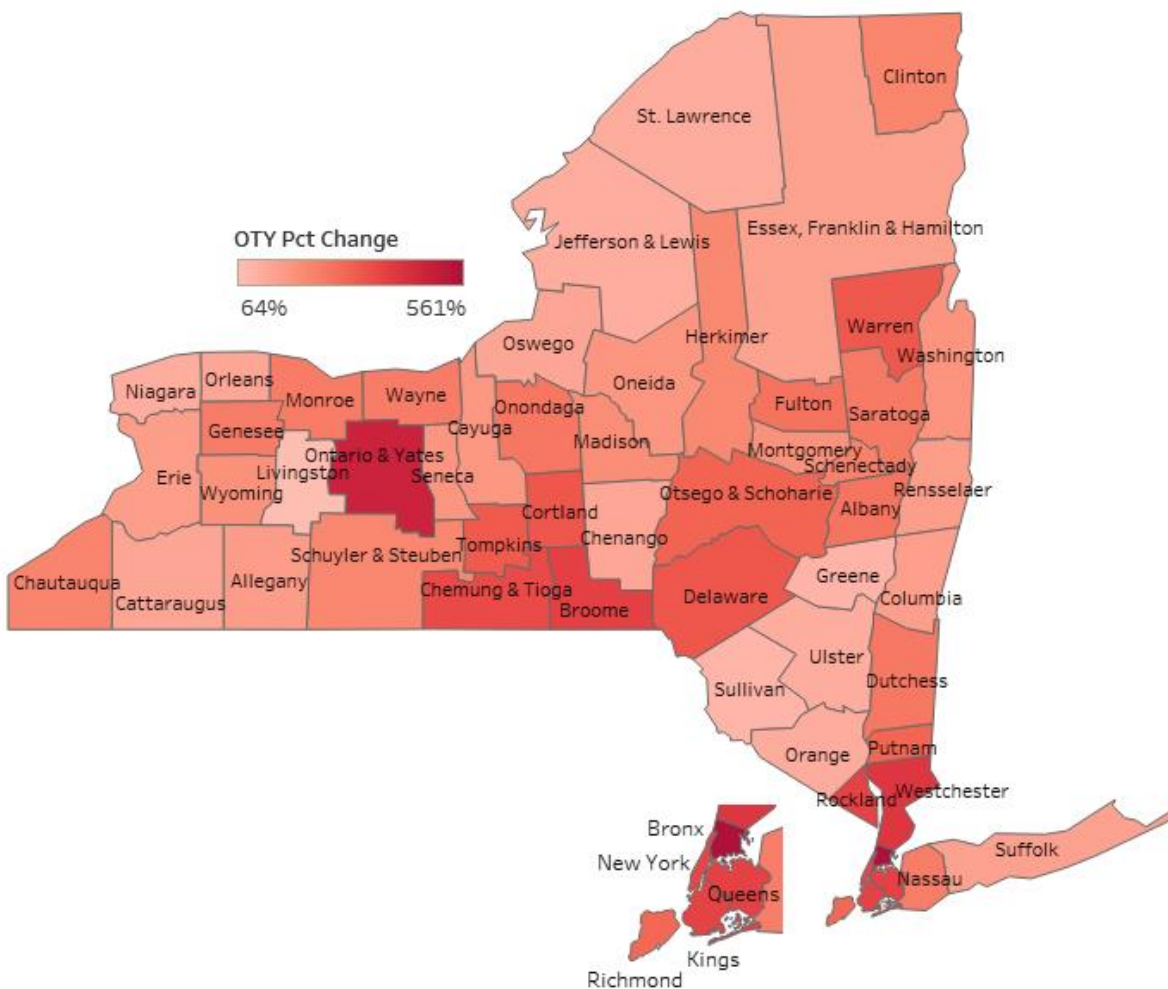 Clinton
St. Lawrence
Essex, Franklin & Hamilton
OTY Pct Change
Jefferson & Lewis
64% 561%
Warren
Herkimer
Oswego
Washington
Orleans
Niagara
Oneida
Wayne
Monroe
Fulton
Onondaga
Saratoga
Cayuga
Genesee
Madison
Montgomery
Ontario & Yates
Schenectady
Livingston
Erie
Seneca
Rensselaer
Wyoming
Otsego & Schoharie
Albany
Cortland
Chenango
Tompkins
Schuyler & Steuben
Greene
Chautauqua
Allegany
Chemung & Tioga
Delaware
Columbia
Cattaraugus
Broome
Ulster
Dutchess
Sullivan
Putnam
Orange
Westchester
Rockland
Bronx
Suffolk
New York
Nassau
Queens
Kings
Richmond